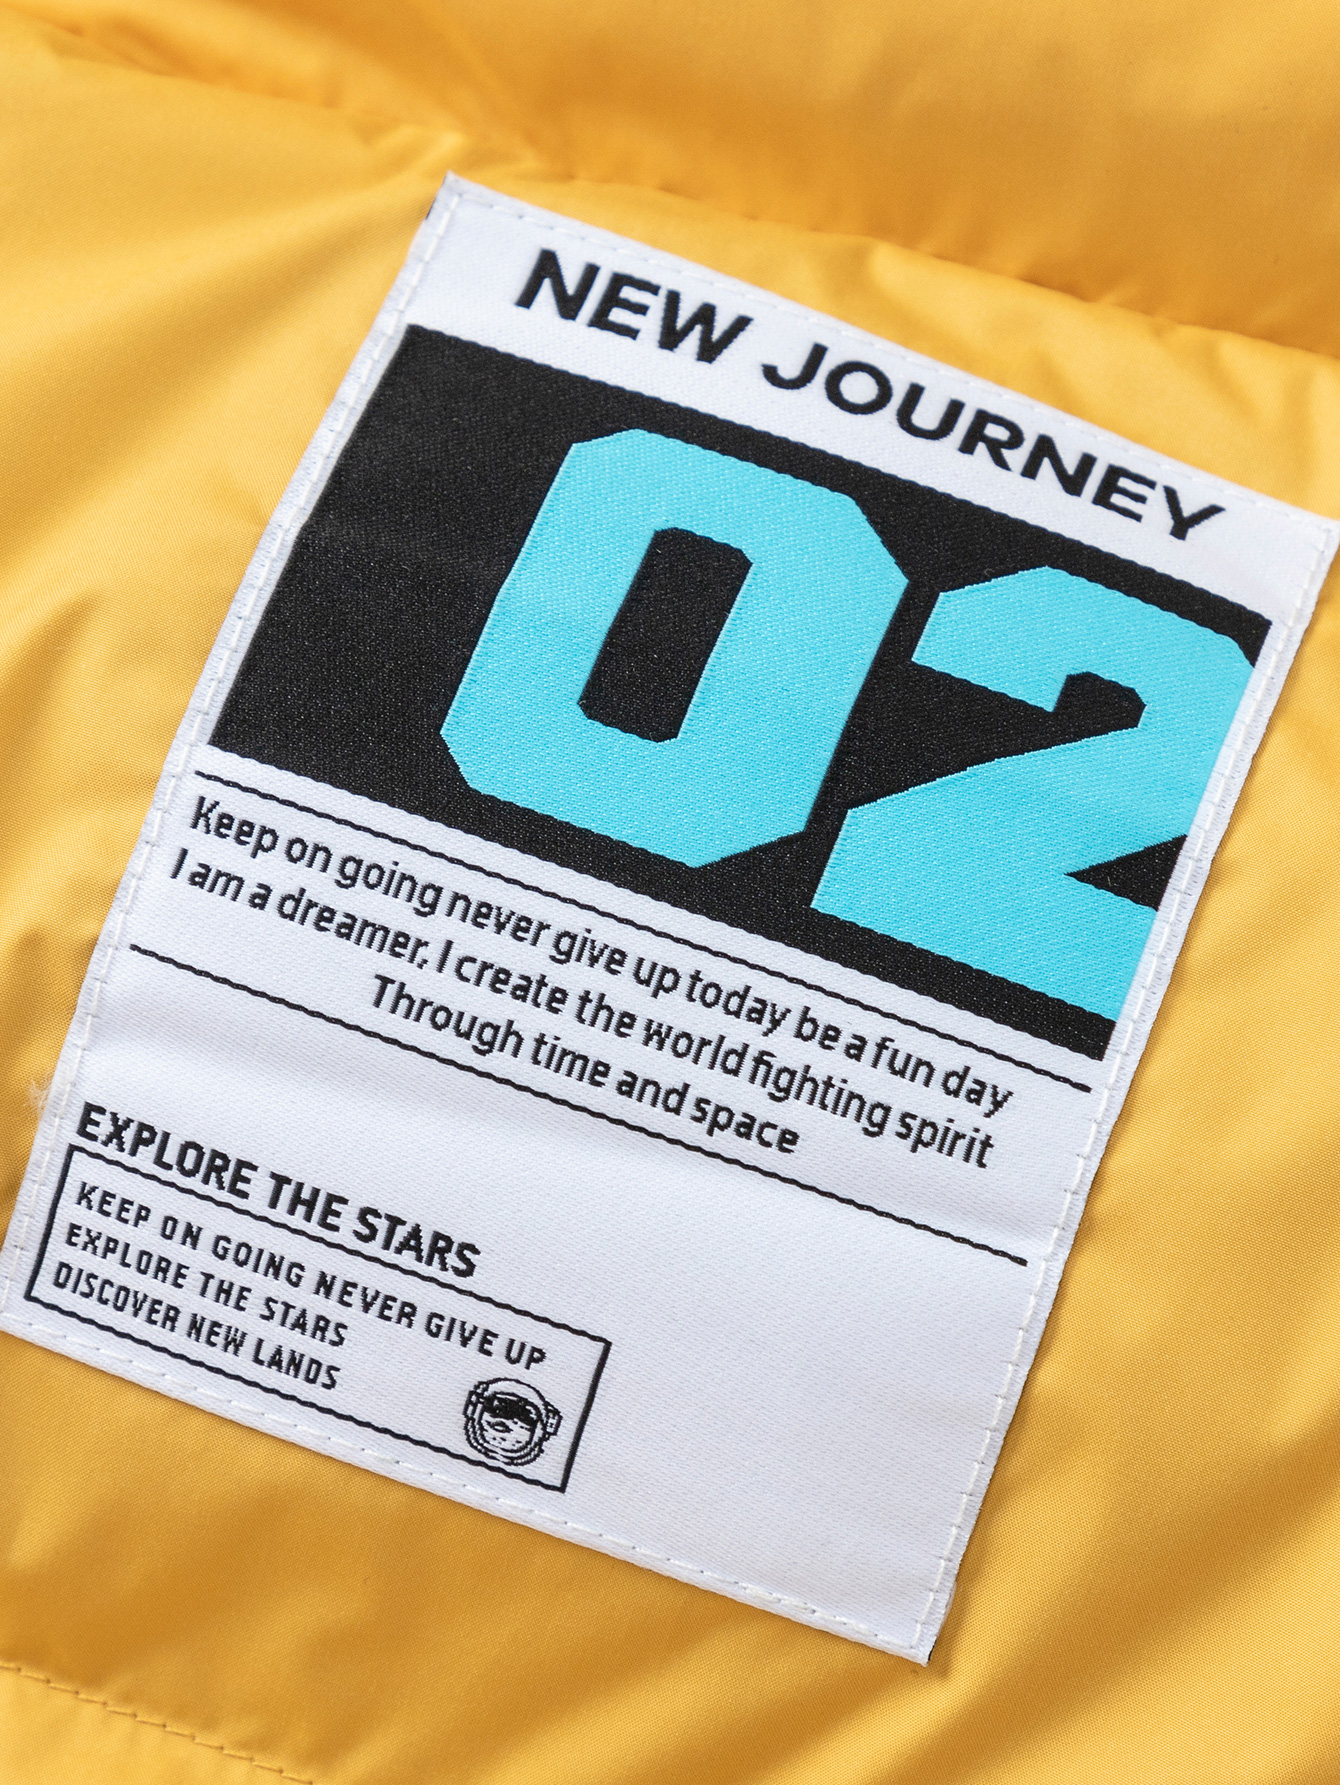 NEW JOURNEY
02
Keep on going never give up today be a fun day
I am a dreamer, I create the world fighting spirit
Through time and space
EXPLORE THE STARS
KEEP ON GOING NEVER GIVE UP
EXPLORE THE STARS
DISCOVER NEW LANDS